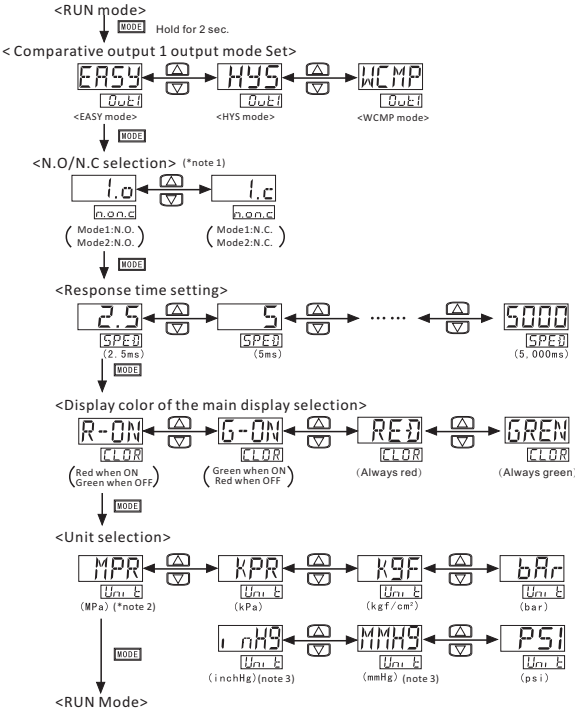 <RUN mode>
MODE Hold for 2 sec.
< Comparative output 1 output mode Set>
EASY HYS WCMP
Out1 Out1 Out1
<EASY mode> <HYS mode> <WCMP mode>
MODE
<N.O/N.C selection> (*note 1)
1.o 1.c
n.on.c n.on.c
(Mode1:N.O. Mode2:N.O.) (Mode1:N.C. Mode2:N.C.)
MODE
<Response time setting>
2.5 5 ...... 5000
SPED SPED SPED
(2.5ms) (5ms) (5,000ms)
MODE
<Display color of the main display selection>
R-ON G-ON RED GREN
CLOR CLOR CLOR CLOR
(Red when ON Green when OFF) (Green when ON Red when OFF) (Always red) (Always green)
MODE
<Unit selection>
MPA KPA KgF bAr
Unit Unit Unit Unit
(MPa) (*note 2) (kPa) (kgf/cm²) (bar)
MODE
inHg MMHg PSI
Unit Unit Unit
(inchHg)(note 3) (mmHg) (note 3) (psi)
<RUN Mode>